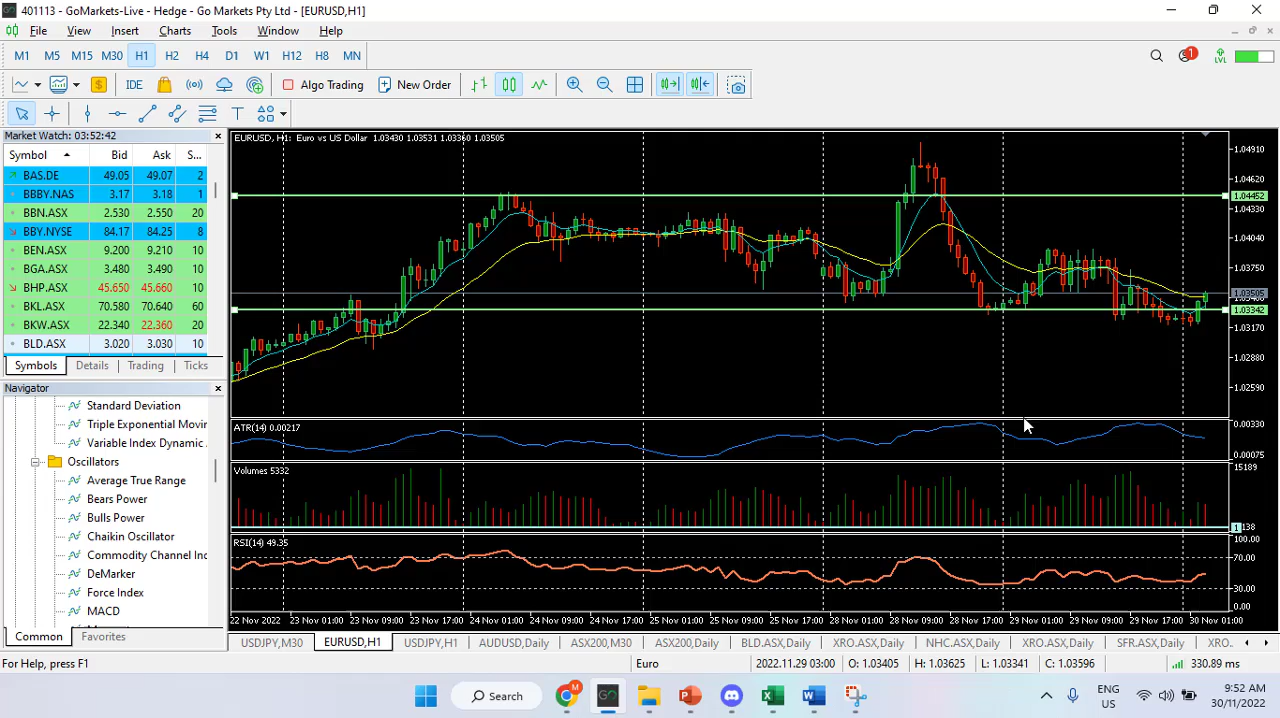 401113 - GoMarkets-Live - Hedge - Go Markets Pty Ltd - [EURUSD,H1]
File View Insert Charts Tools Window Help
M1 M5 M15 M30 H1 H2 H4 D1 W1 H12 H8 MN
1
LVL
IDE Algo Trading New Order
Market Watch: 03:52:42
Symbol Bid Ask S...
BAS.DE 49.05 49.07 2
BBBY.NAS 3.17 3.18 1
BBN.ASX 2.530 2.550 20
BBY.NYSE 84.17 84.25 8
BEN.ASX 9.200 9.210 10
BGA.ASX 3.480 3.490 10
BHP.ASX 45.650 45.660 10
BKL.ASX 70.580 70.640 60
BKW.ASX 22.340 22.360 20
BLD.ASX 3.020 3.030 10
Symbols Details Trading Ticks
Navigator
Standard Deviation
Triple Exponential Movi
Variable Index Dynamic
Oscillators
Average True Range
Bears Power
Bulls Power
Chaikin Oscillator
Commodity Channel Inc
DeMarker
Force Index
MACD
Common Favorites
EURUSD, H1: Euro vs US Dollar 1.03430 1.03531 1.03360 1.03505
1.04910
1.04620
1.04452
1.04330
1.04040
1.03750
1.03505
1.03342
1.03170
1.02880
1.02590
ATR(14) 0.00217
0.00330
0.00075
Volumes 5332
15189
1138
RSI(14) 49.35
100.00
70.00
30.00
0.00
22 Nov 2022 23 Nov 01:00 23 Nov 09:00 23 Nov 17:00 24 Nov 01:00 24 Nov 09:00 24 Nov 17:00 25 Nov 01:00 25 Nov 09:00 25 Nov 17:00 28 Nov 01:00 28 Nov 09:00 28 Nov 17:00 29 Nov 01:00 29 Nov 09:00 29 Nov 17:00 30 Nov 01:00
USDJPY,M30 EURUSD,H1 USDJPY,H1 AUDUSD,Daily ASX200,M30 ASX200,Daily BLD.ASX,Daily XRO.ASX,Daily NHC.ASX,Daily XRO.ASX,Daily SFR.ASX,Daily XRO...
For Help, press F1 Euro 2022.11.29 03:00 O: 1.03405 H: 1.03625 L: 1.03341 C: 1.03596 330.89 ms
GO Search M
ENG
US
9:52 AM
30/11/2022